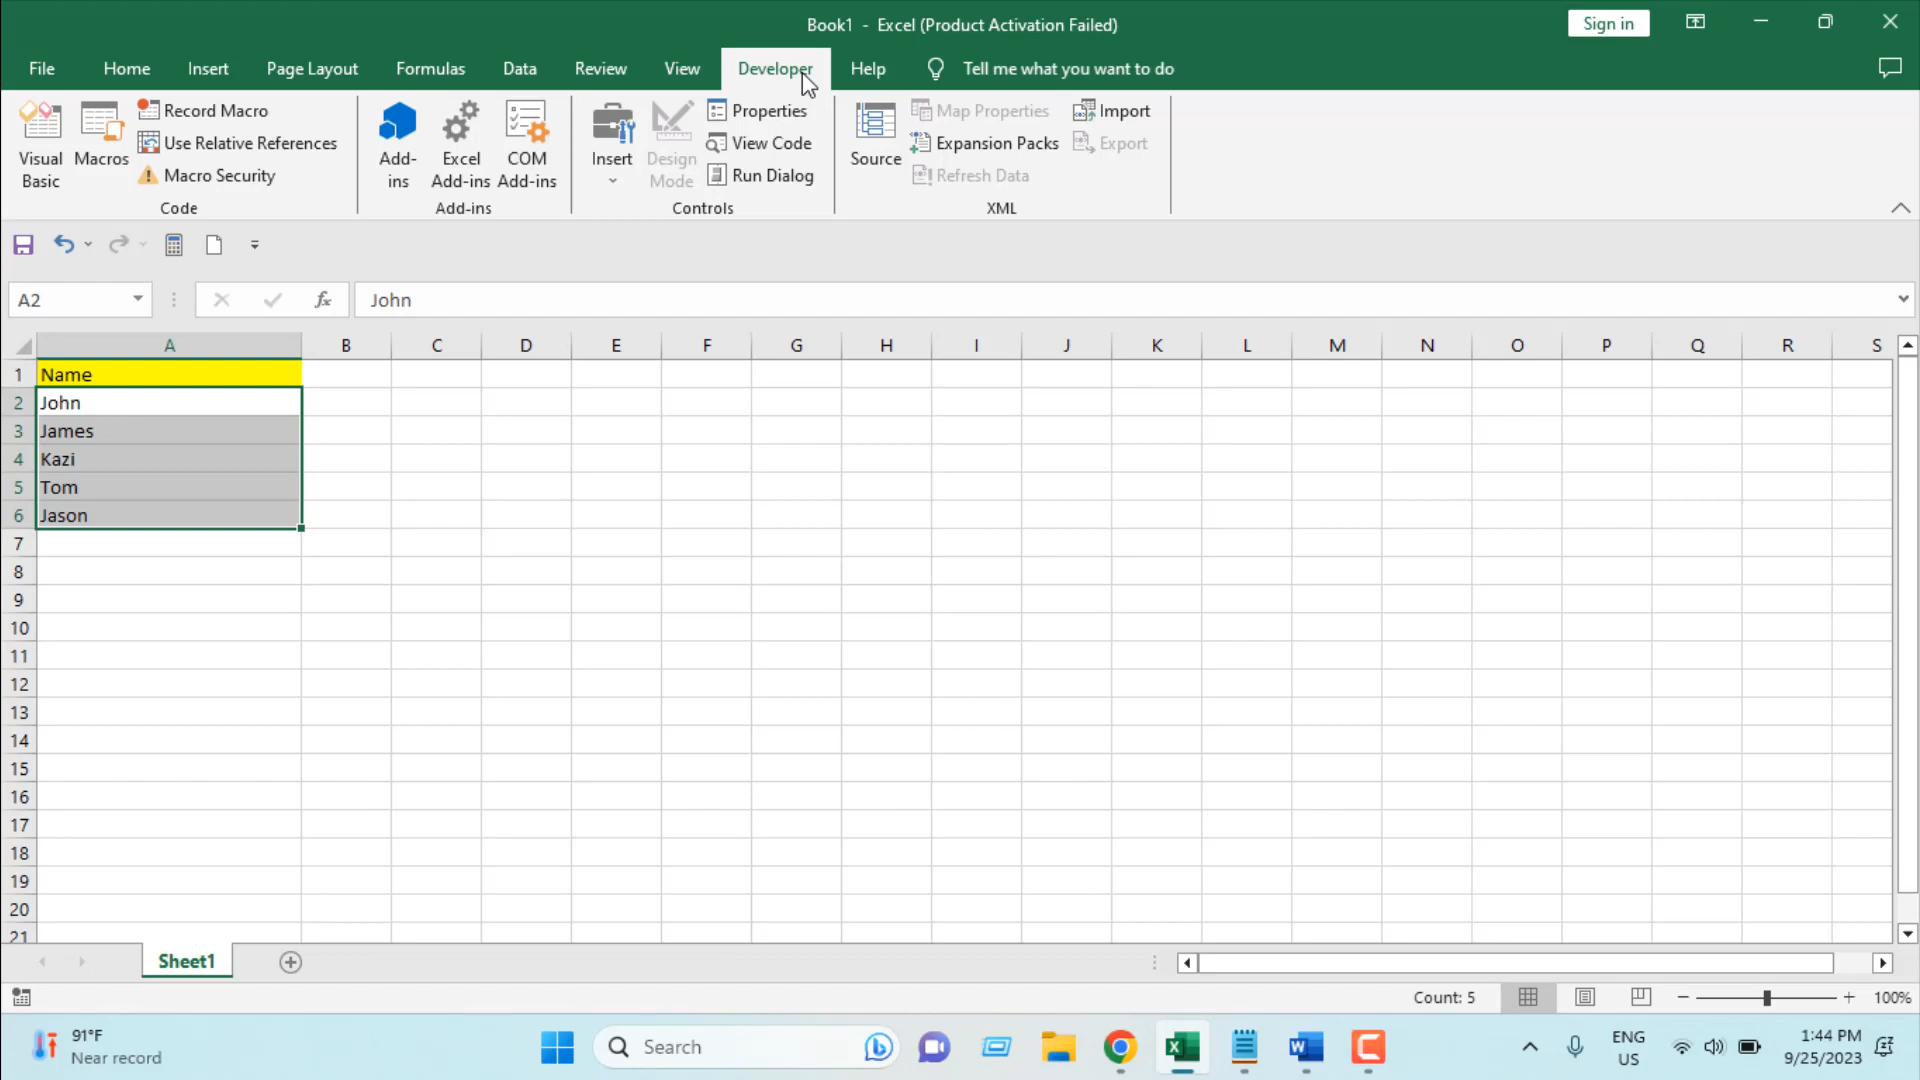 Book1 - Excel (Product Activation Failed)
Sign in
File Home Insert Page Layout Formulas Data Review View Developer Help Tell me what you want to do
Visual Basic
Macros
Record Macro
Use Relative References
Macro Security
Code
Add-ins
Excel Add-ins
COM Add-ins
Add-ins
Insert
Design Mode
Properties
View Code
Run Dialog
Controls
Source
Map Properties
Expansion Packs
Refresh Data
Import
Export
XML
A2
fx
John
A B C D E F G H I J K L M N O P Q R S
1 Name
2 John
3 James
4 Kazi
5 Tom
6 Jason
7
8
9
10
11
12
13
14
15
16
17
18
19
20
21
Sheet1
Count: 5
100%
91°F
Near record
Search
ENG
US
1:44 PM
9/25/2023